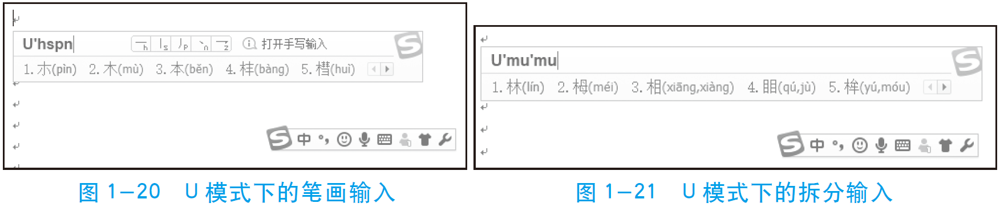 U'hspn 一h 丨s 丿p 丶n 乛z 打开手写输入
1.朩(pìn) 2.木(mù) 3.本(běn) 4.桂(bàng) 5.槥(huì)
中 °,
图 1-20 U 模式下的笔画输入
U'mu'mu
1.林(lín) 2.栂(méi) 3.相(xiāng,xiàng) 4.䀠(qú,jù) 5.桙(yú,móu)
中 °,
图 1-21 U 模式下的拆分输入